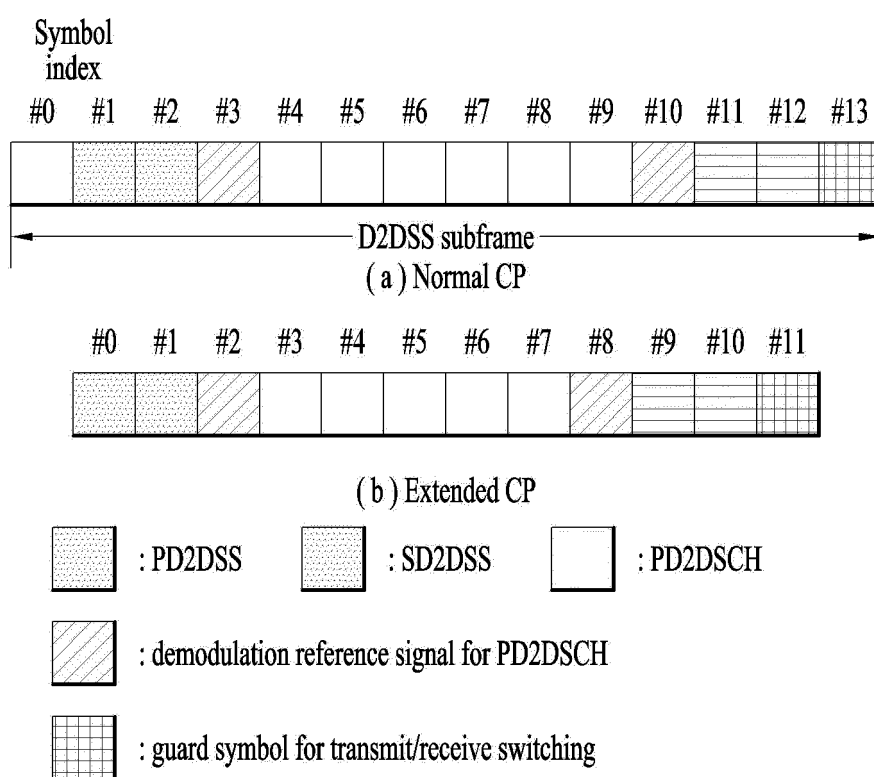 Symbol
index
#0 #1 #2 #3 #4 #5 #6 #7 #8 #9 #10 #11 #12 #13
D2DSS subframe
( a ) Normal CP
#0 #1 #2 #3 #4 #5 #6 #7 #8 #9 #10 #11
( b ) Extended CP
: PD2DSS : SD2DSS : PD2DSCH
: demodulation reference signal for PD2DSCH
: guard symbol for transmit/receive switching